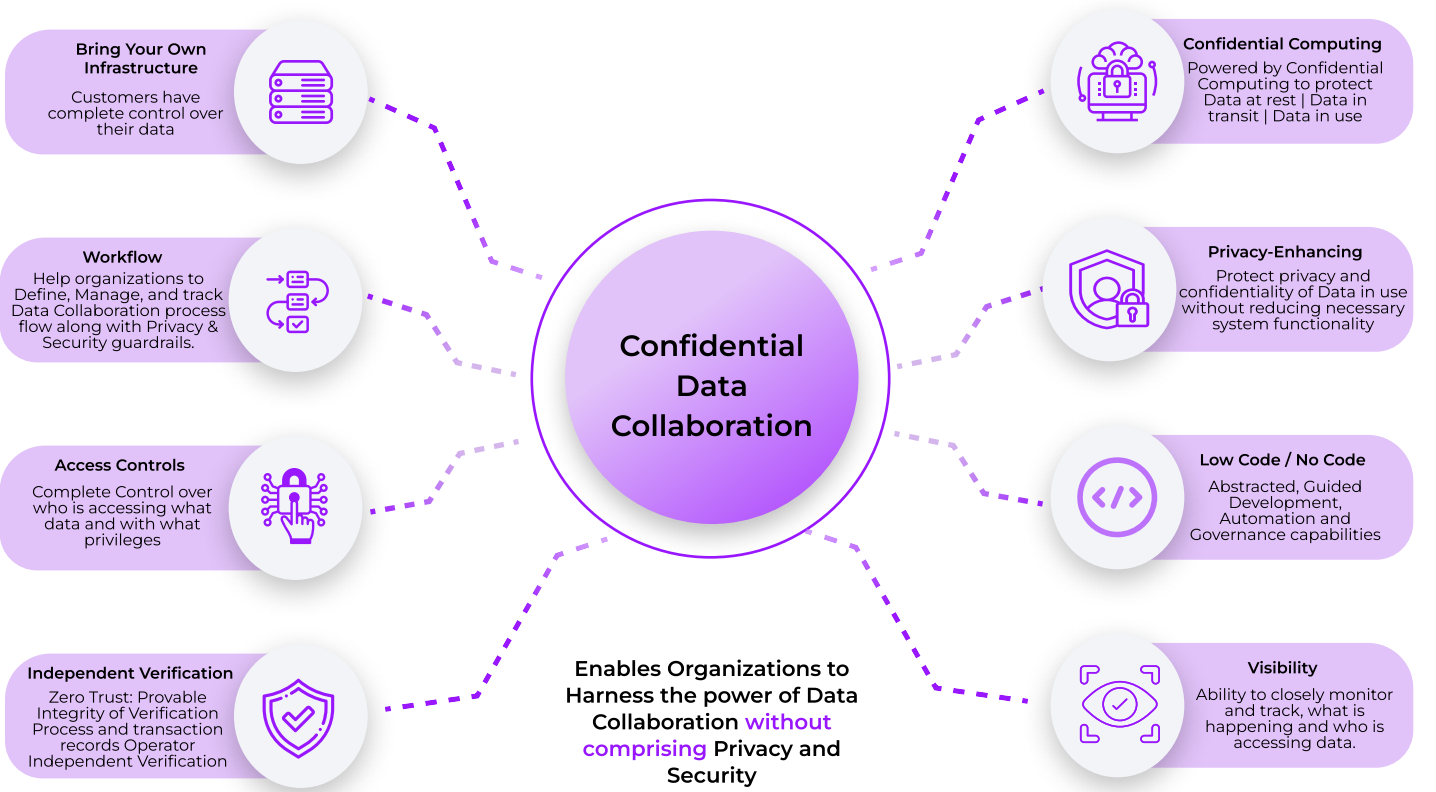 Bring Your Own
Infrastructure
Customers have
complete control over
their data
Workflow
Help organizations to
Define, Manage, and track
Data Collaboration process
flow along with Privacy &
Security guardrails.
Access Controls
Complete Control over
who is accessing what
data and with what
privileges
Independent Verification
Zero Trust: Provable
Integrity of Verification
Process and transaction
records Operator
Independent Verification
Confidential
Data
Collaboration
Enables Organizations to
Harness the power of Data
Collaboration without
comprising Privacy and
Security
Confidential Computing
Powered by Confidential
Computing to protect
Data at rest | Data in
transit | Data in use
Privacy-Enhancing
Protect privacy and
confidentiality of Data in use
without reducing necessary
system functionality
Low Code / No Code
Abstracted, Guided
Development,
Automation and
Governance capabilities
Visibility
Ability to closely monitor
and track, what is
happening and who is
accessing data.